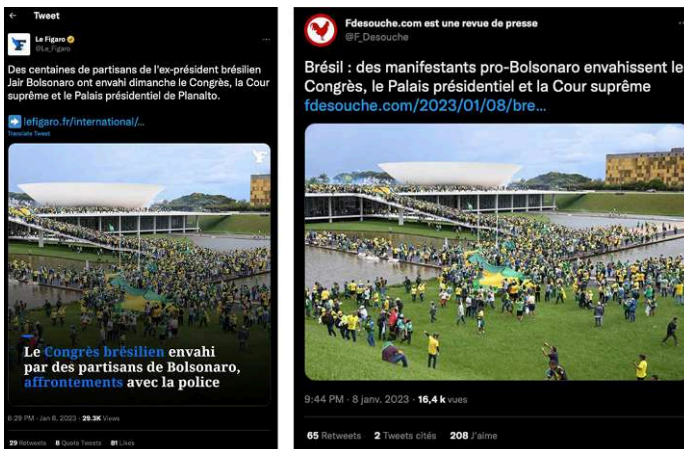 Tweet
Le Figaro
@Le_Figaro
Des centaines de partisans de l'ex-président brésilien
Jair Bolsonaro ont envahi dimanche le Congrès, la Cour
suprême et le Palais présidentiel de Planalto.
lefigaro.fr/international/...
Translate Tweet
Le Congrès brésilien envahi
par des partisans de Bolsonaro,
affrontements avec la police
6:29 PM · Jan 8, 2023 · 29.3K Views
29 Retweets 8 Quote Tweets 81 Likes
Fdesouche.com est une revue de presse
@F_Desouche
Brésil : des manifestants pro-Bolsonaro envahissent le
Congrès, le Palais présidentiel et la Cour suprême
fdesouche.com/2023/01/08/bre...
9:44 PM · 8 janv. 2023 · 16,4 k vues
65 Retweets 2 Tweets cités 208 J'aime